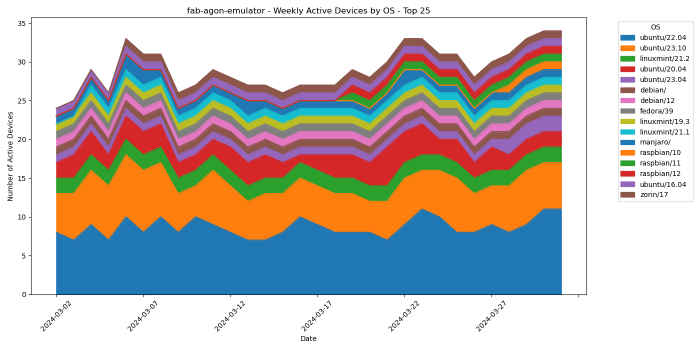 fab-agon-emulator - Weekly Active Devices by OS - Top 25
Number of Active Devices
35
30
25
20
15
10
5
0
2024-03-02
2024-03-07
2024-03-12
2024-03-17
2024-03-22
2024-03-27
Date
OS
ubuntu/22.04
ubuntu/23.10
linuxmint/21.2
ubuntu/20.04
ubuntu/23.04
debian/
debian/12
fedora/39
linuxmint/19.3
linuxmint/21.1
manjaro/
raspbian/10
raspbian/11
raspbian/12
ubuntu/16.04
zorin/17